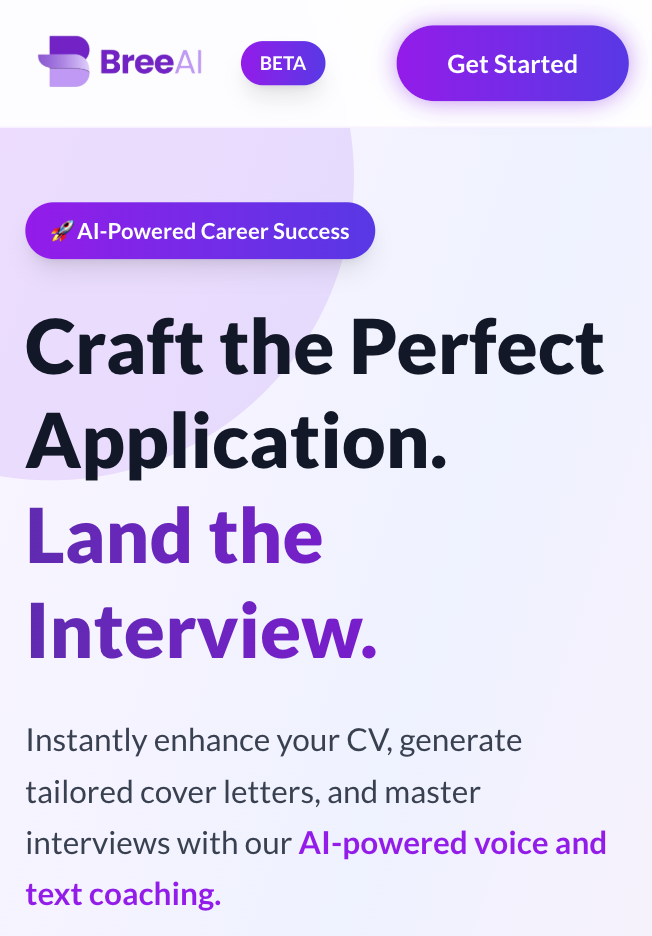 BreeAI
BETA
Get Started
🚀 AI-Powered Career Success
Craft the Perfect
Application.
Land the
Interview.
Instantly enhance your CV, generate
tailored cover letters, and master
interviews with our AI-powered voice and
text coaching.